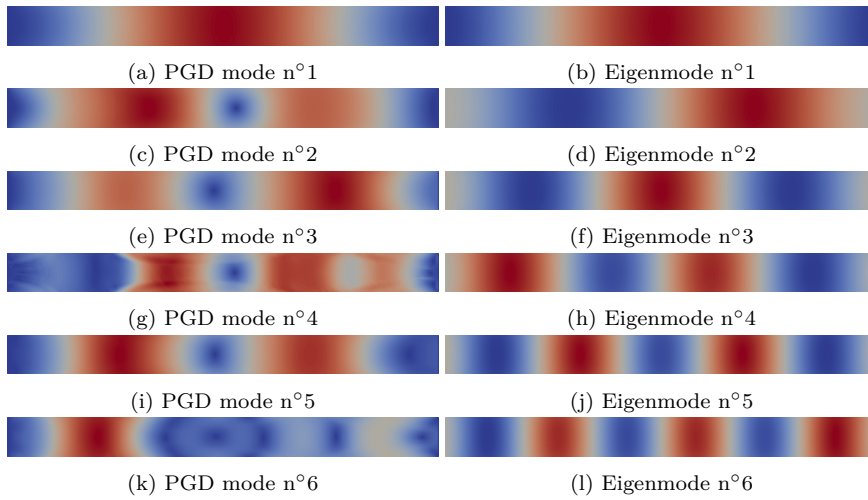 (a) PGD mode n°1
(b) Eigenmode n°1
(c) PGD mode n°2
(d) Eigenmode n°2
(e) PGD mode n°3
(f) Eigenmode n°3
(g) PGD mode n°4
(h) Eigenmode n°4
(i) PGD mode n°5
(j) Eigenmode n°5
(k) PGD mode n°6
(l) Eigenmode n°6